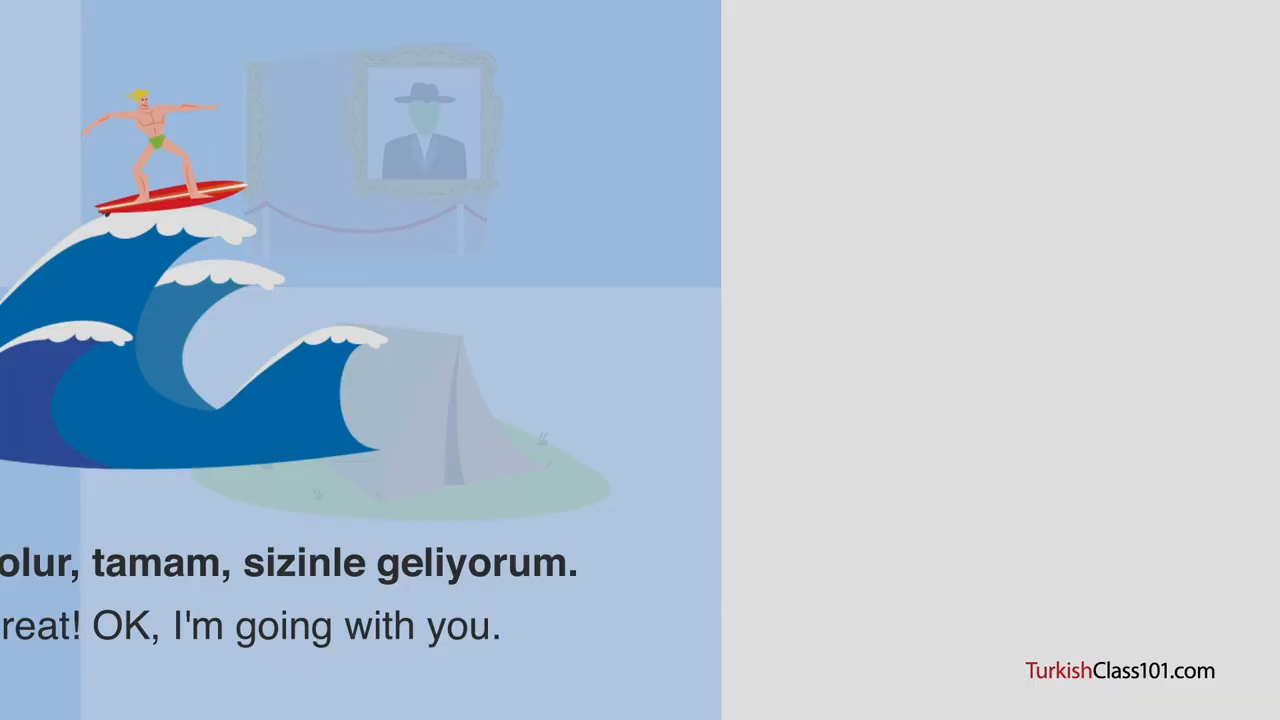 olur, tamam, sizinle geliyorum.
reat! OK, I'm going with you.
TurkishClass101.com